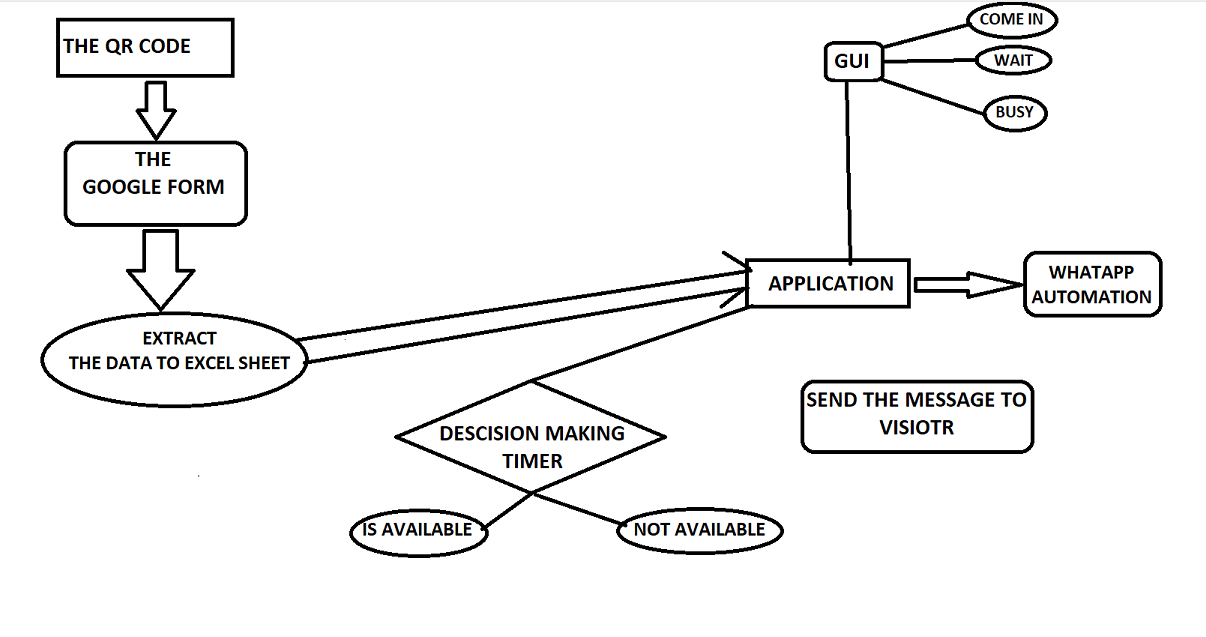 THE QR CODE
THE
GOOGLE FORM
EXTRACT
THE DATA TO EXCEL SHEET
COME IN
GUI
WAIT
BUSY
APPLICATION
WHATAPP
AUTOMATION
SEND THE MESSAGE TO
VISIOTR
DESCISION MAKING
TIMER
IS AVAILABLE
NOT AVAILABLE